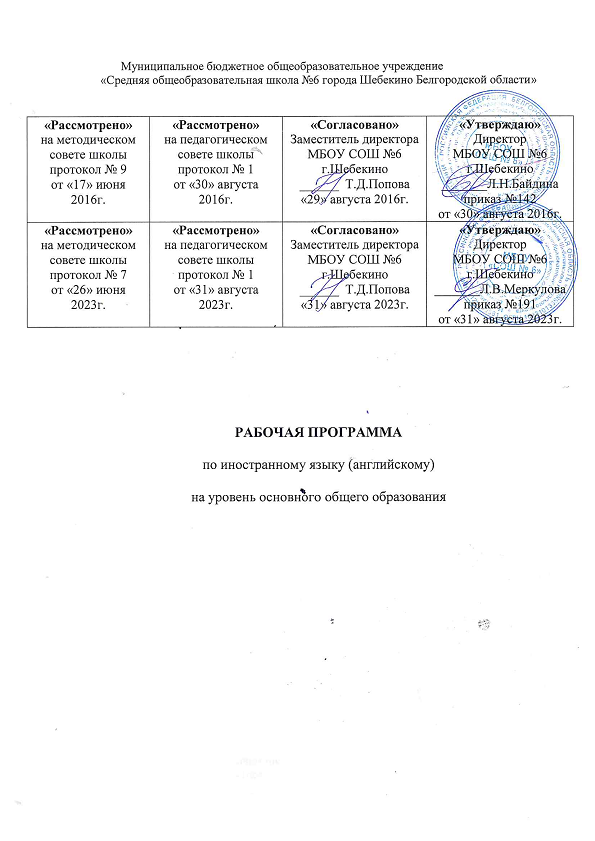 Муниципальное бюджетное общеобразовательное учреждение
«Средняя общеобразовательная школа №6 города Шебекино Белгородской области»
«Рассмотрено»
на методическом
совете школы
протокол № 9
от «17» июня
2016г.
«Рассмотрено»
на педагогическом
совете школы
протокол № 1
от «30» августа
2016г.
«Согласовано»
Заместитель директора
МБОУ СОШ №6
г.Шебекино
______ Т.Д.Попова
«29» августа 2016г.
«Утверждаю»
Директор
МБОУ СОШ №6
г.Шебекино
______ Л.Н.Байдина
приказ №142
от «30» августа 2016г.
«Рассмотрено»
на методическом
совете школы
протокол № 7
от «26» июня
2023г.
«Рассмотрено»
на педагогическом
совете школы
протокол № 1
от «31» августа
2023г.
«Согласовано»
Заместитель директора
МБОУ СОШ №6
г.Шебекино
______ Т.Д.Попова
«31» августа 2023г.
«Утверждаю»
Директор
МБОУ СОШ №6
г.Шебекино
______ Л.В.Меркулова
приказ №191
от «31» августа 2023г.
РАБОЧАЯ ПРОГРАММА
по иностранному языку (английскому)
на уровень основного общего образования